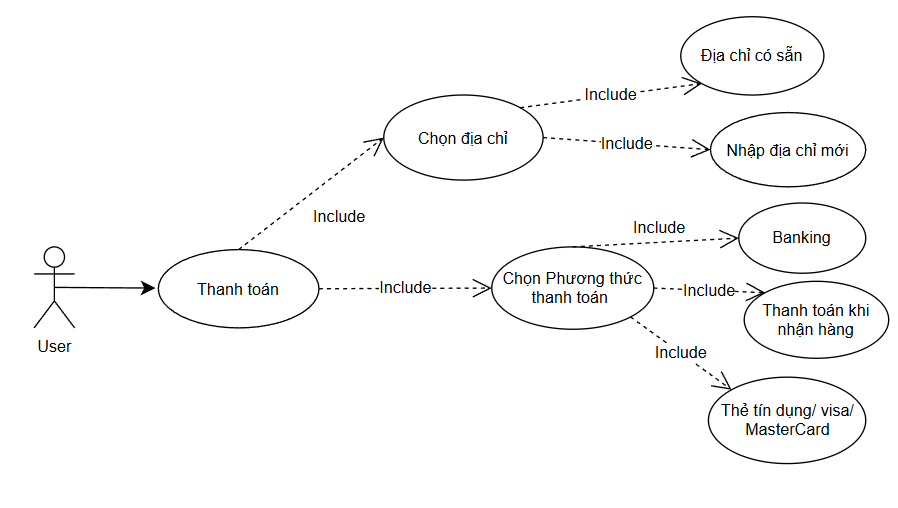 Địa chỉ có sẵn
Include
Chọn địa chỉ
Include
Nhập địa chỉ mới
Include
Include
Banking
Chọn Phương thức
thanh toán
Thanh toán
Include
Include
Thanh toán khi
nhận hàng
User
Include
Thẻ tín dụng/ visa/
MasterCard